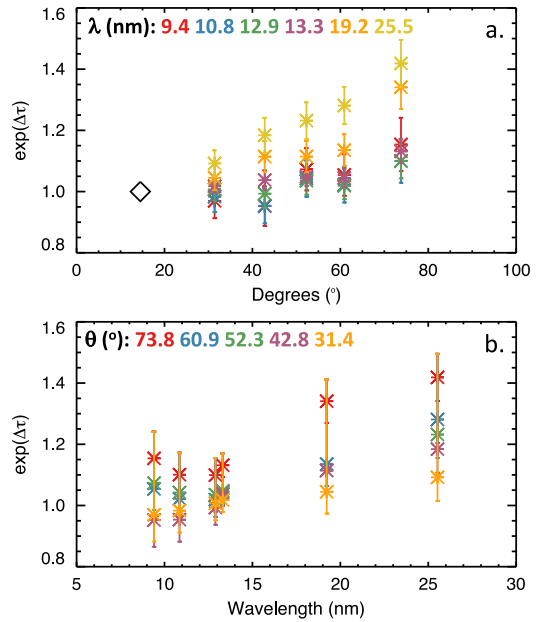 λ (nm): 9.4 10.8 12.9 13.3 19.2 25.5
a.
1.6
1.4
1.2
1.0
0.8
exp(Δτ)
0 20 40 60 80 100
Degrees (°)
θ (°): 73.8 60.9 52.3 42.8 31.4
b.
1.6
1.4
1.2
1.0
0.8
exp(Δτ)
5 10 15 20 25 30
Wavelength (nm)